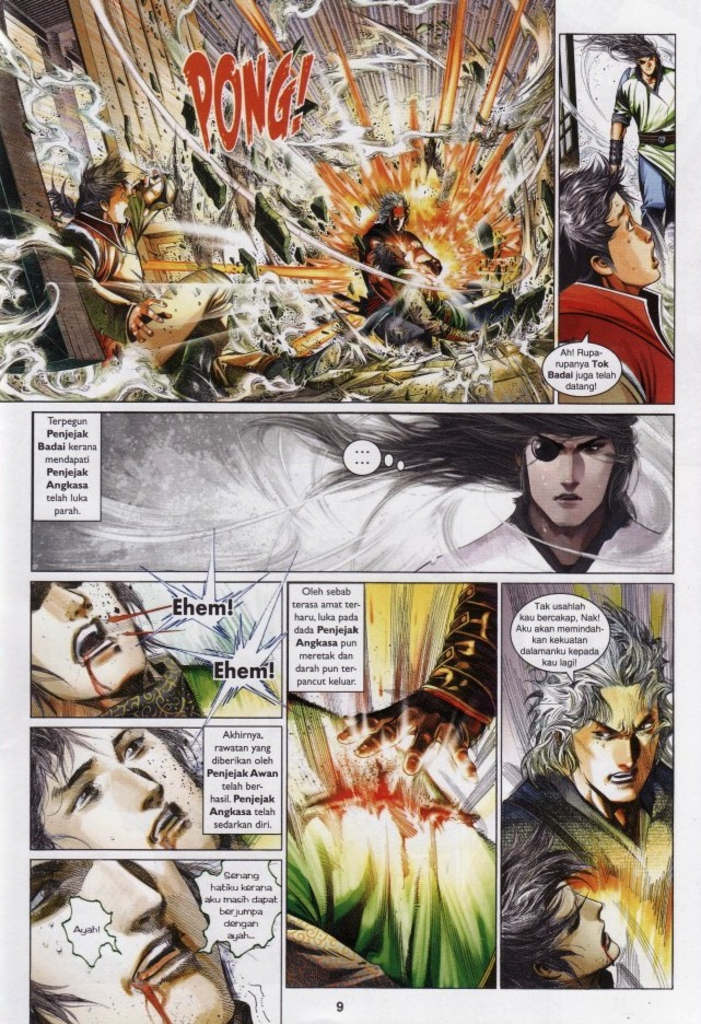 PONG!
Ah! Rupa-
rupanya Tok
Badai juga telah
datang!
Terpegun
Penjejak
Badai kerana
mendapati
Penjejak
Angkasa
telah luka
parah.
...
...
Ehem!
Ehem!
Akhirnya,
rawatan yang
diberikan oleh
Penjejak Awan
telah ber-
hasil. Penjejak
Angkasa telah
sedarkan diri.
Ayah!
Senang
hatiku kerana
aku masih dapat
berjumpa
dengan
ayah...
Oleh sebab
terasa amat ter-
haru, luka pada
dada Penjejak
Angkasa pun
meretak dan
darah pun ter-
pancut keluar.
Tak usahlah
kau bercakap, Nak!
Aku akan memindah-
kan kekuatan
dalamanku kepada
kau lagi!
9